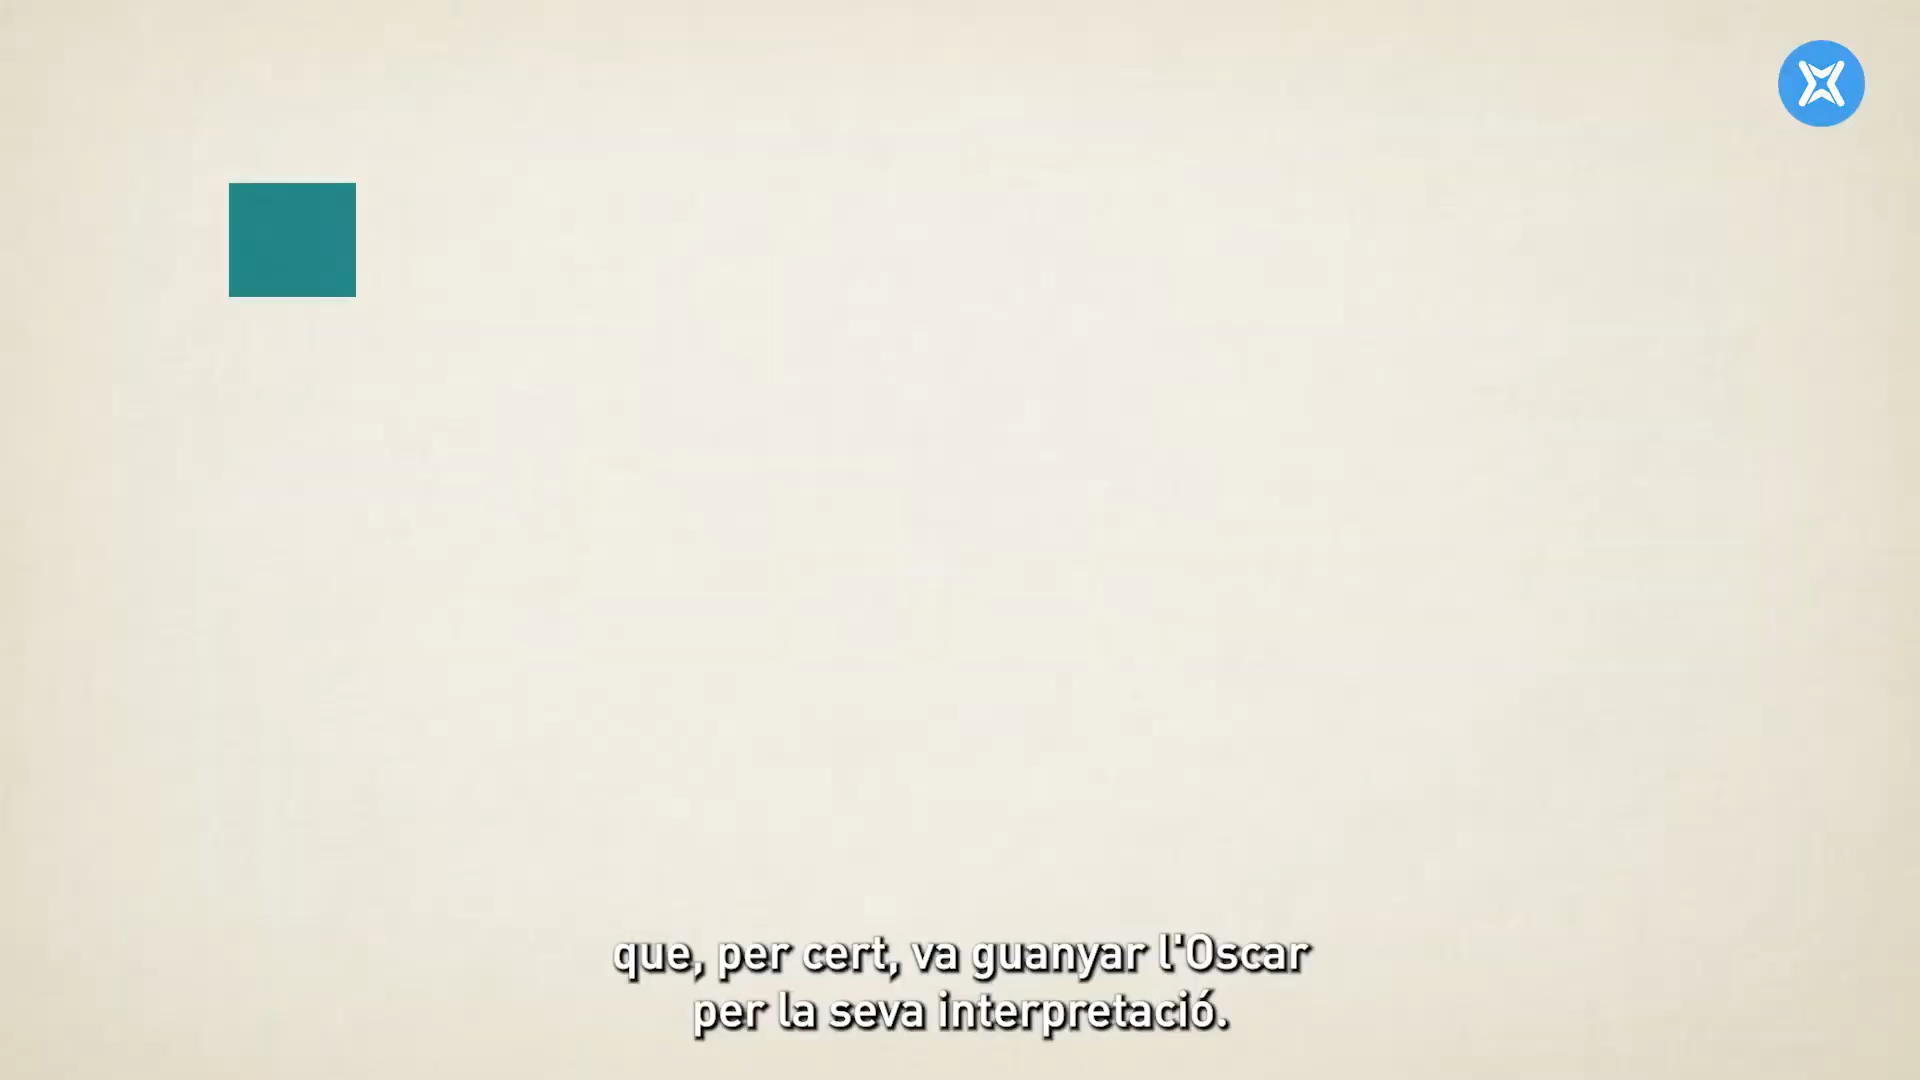 que, per cert, va guanyar l'Oscar
per la seva interpretació.